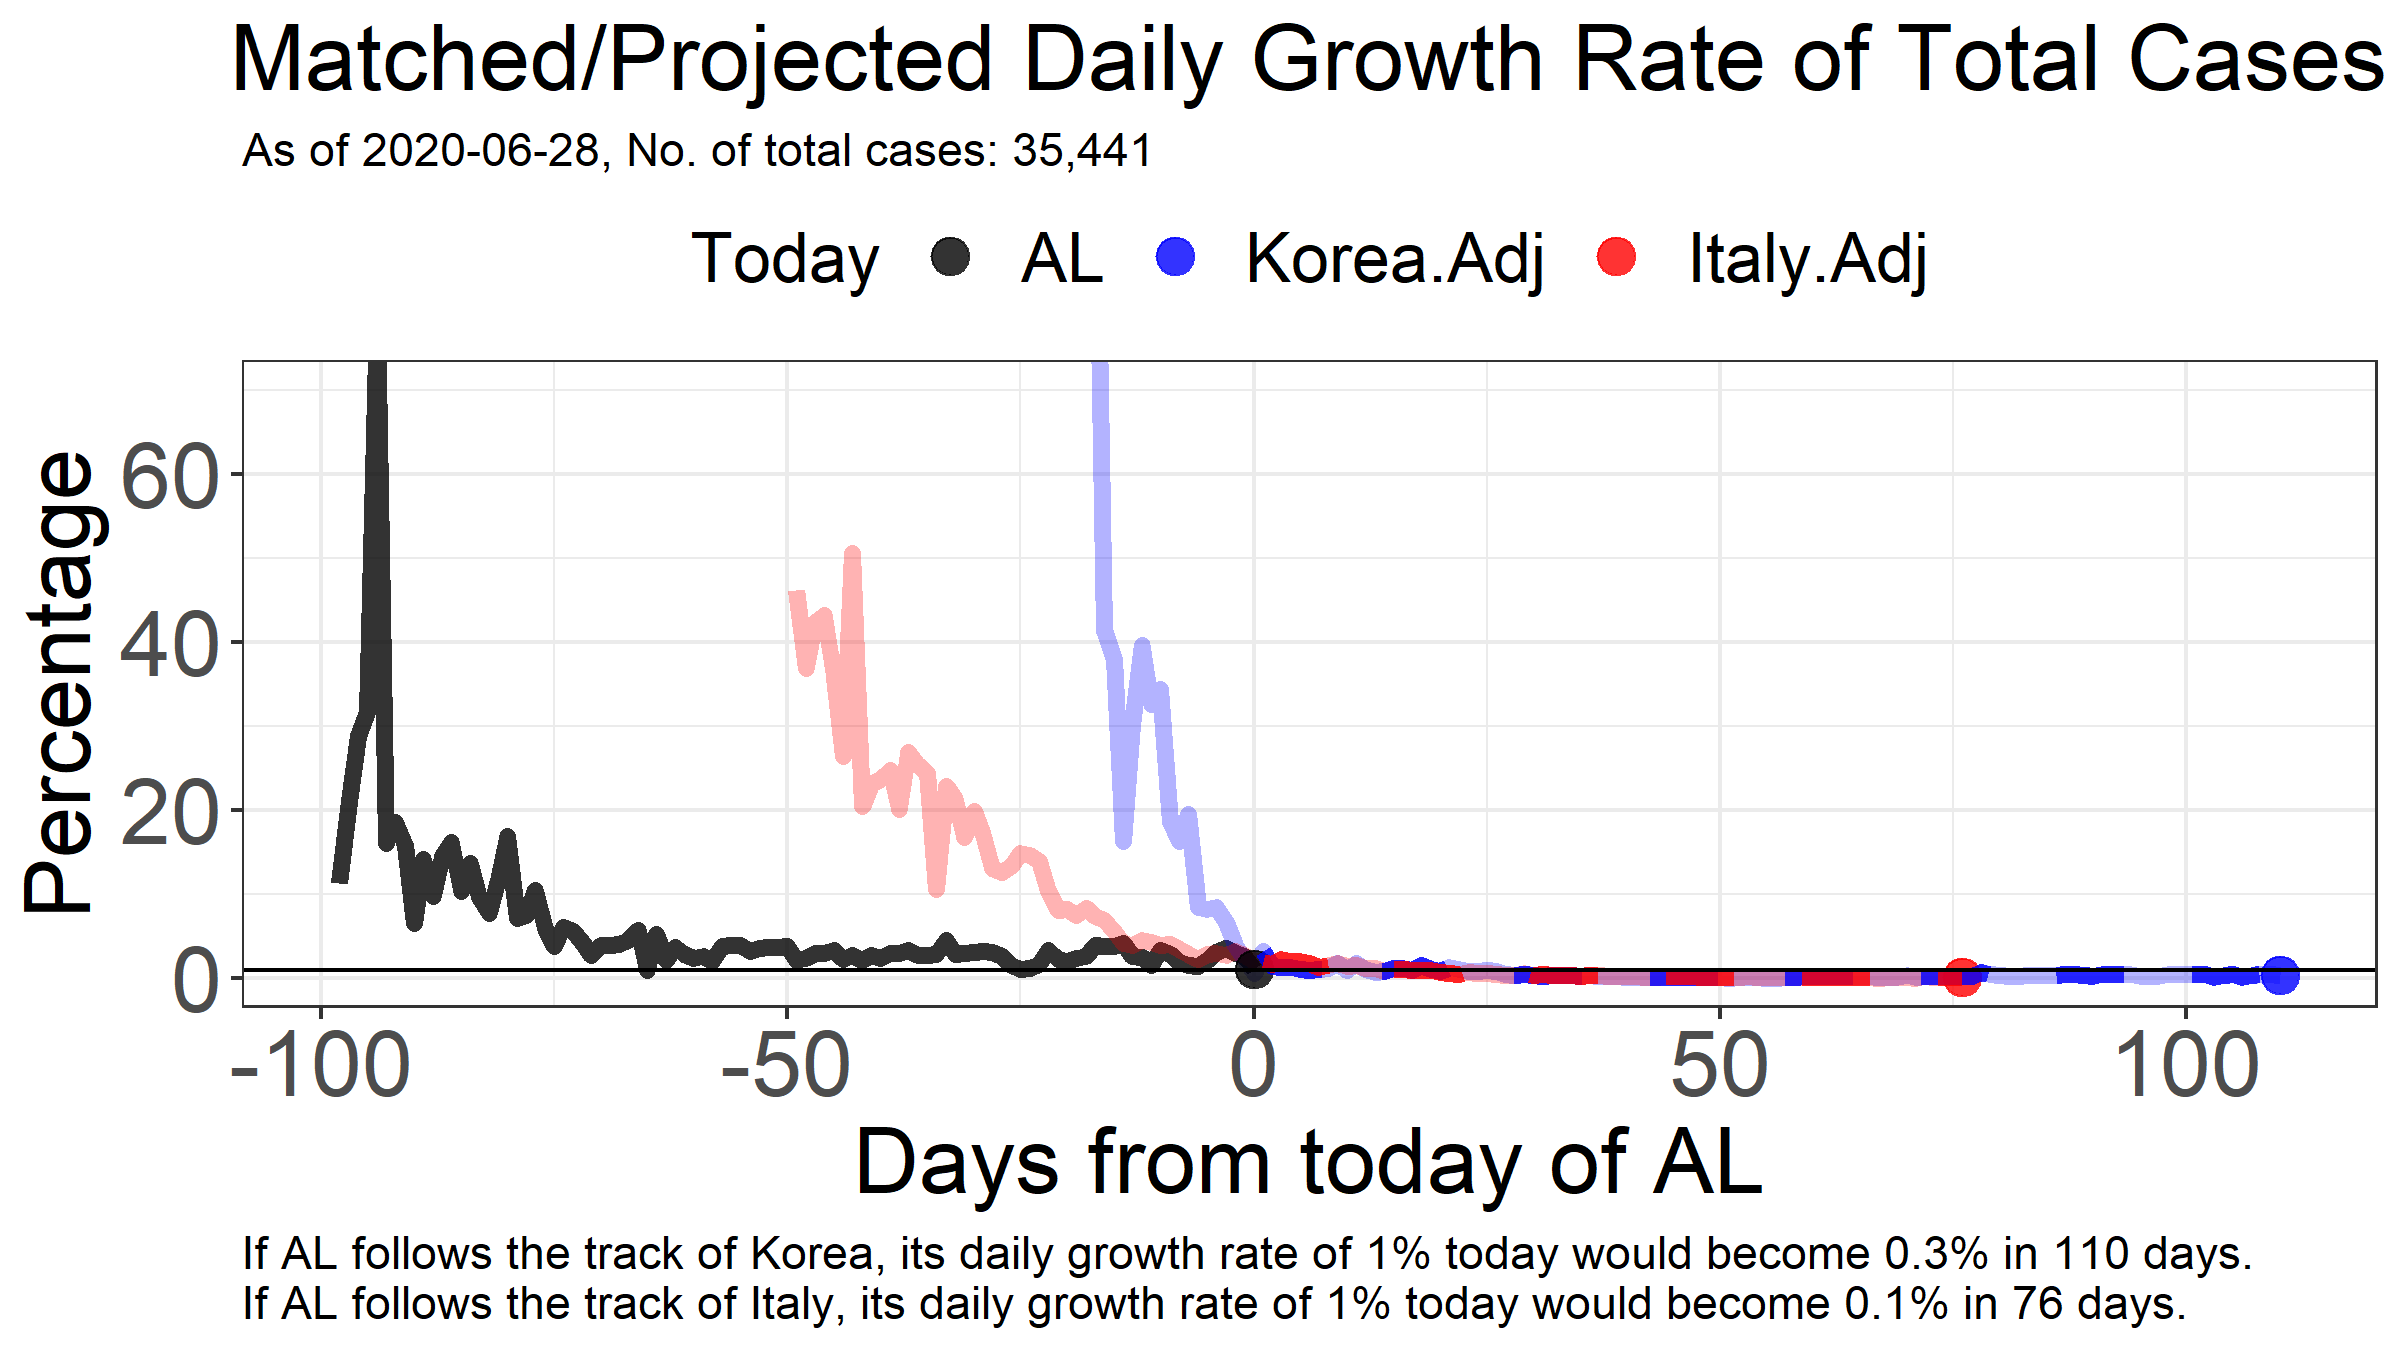 Matched/Projected Daily Growth Rate of Total Cases
As of 2020-06-28, No. of total cases: 35,441
Today AL Korea.Adj Italy.Adj
Percentage
60
40
20
0
-100 -50 0 50 100
Days from today of AL
If AL follows the track of Korea, its daily growth rate of 1% today would become 0.3% in 110 days.
If AL follows the track of Italy, its daily growth rate of 1% today would become 0.1% in 76 days.